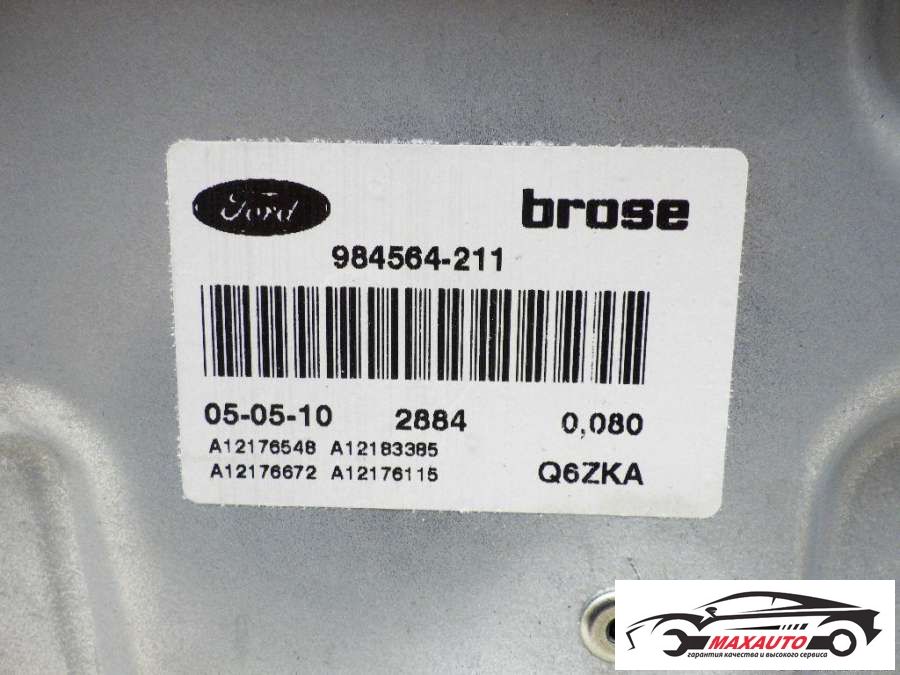 Ford brose
984564-211
05-05-10 2884 0,080
A12176548 A12183385
A12176672 A12176115 Q6ZKA
MAXAUTO
гарантия качества и высокого сервиса